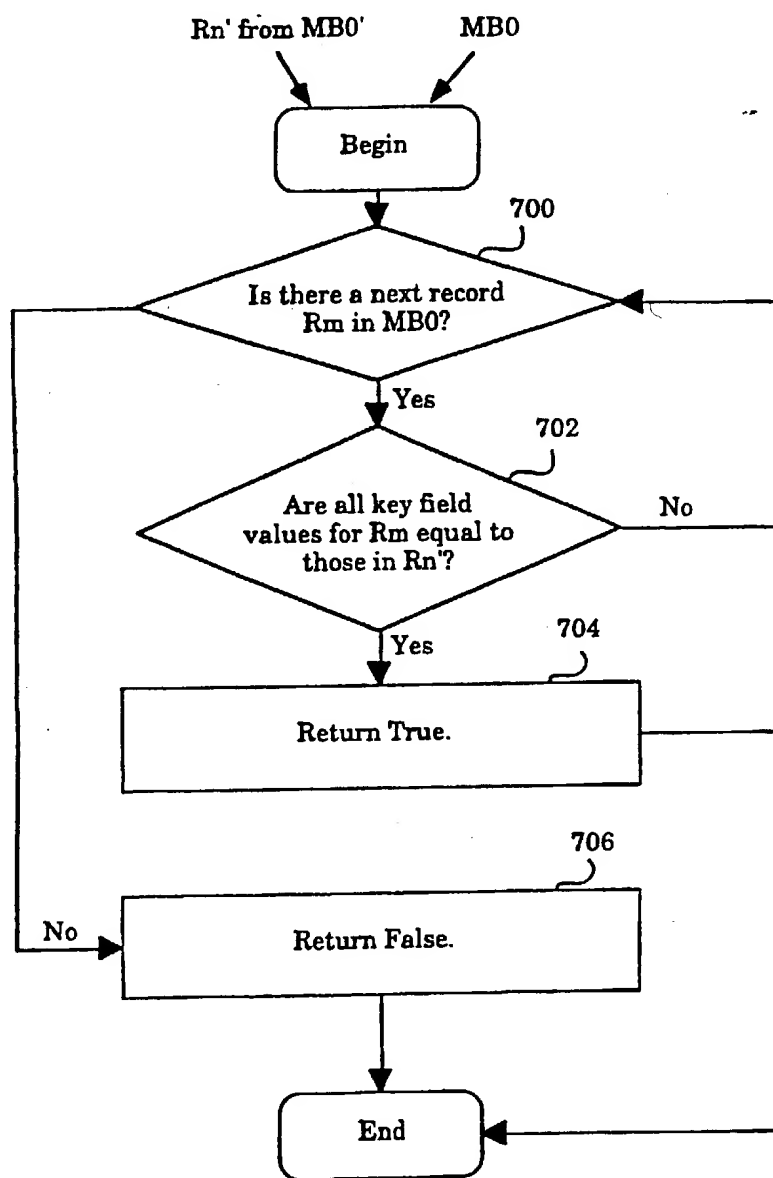 Rn' from MB0'
MB0
Begin
700
Is there a next record
Rm in MB0?
Yes
702
Are all key field
values for Rm equal to
those in Rn'?
No
Yes
704
Return True.
706
No
Return False.
End